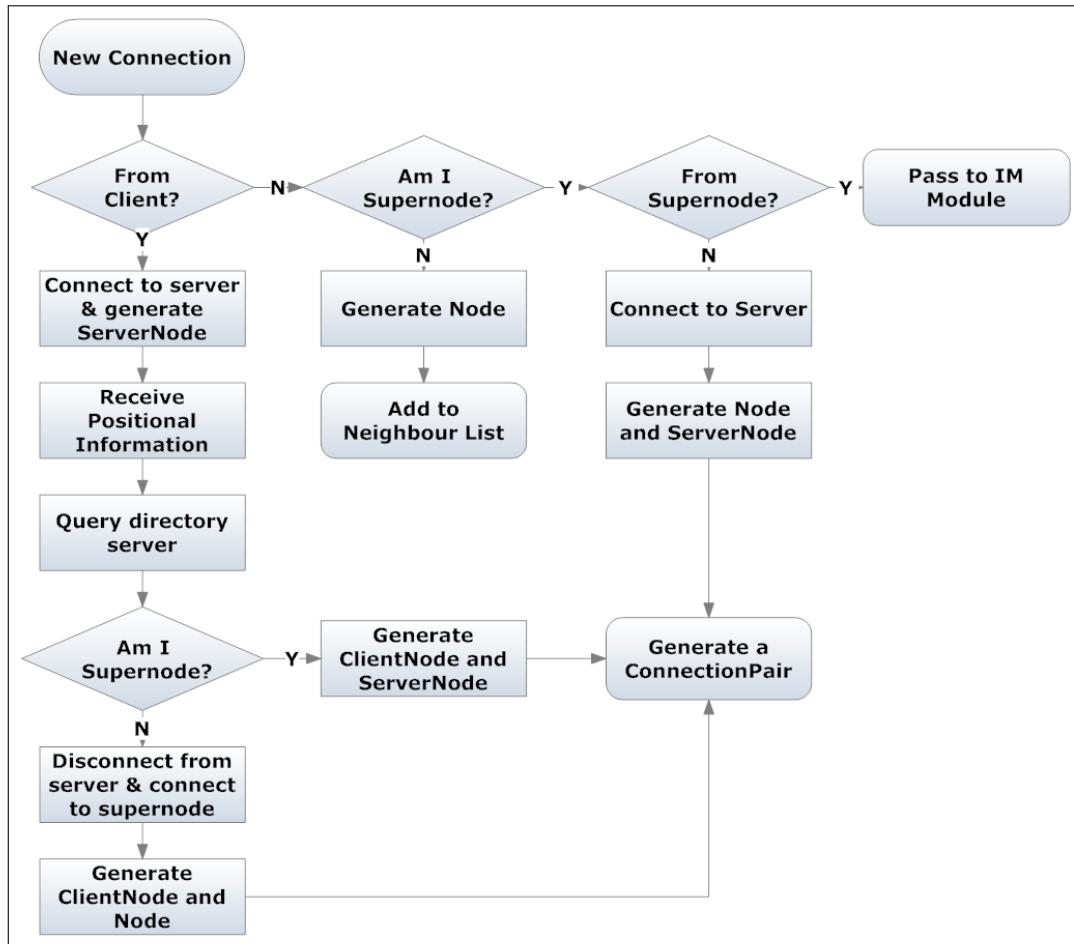 New Connection
From
Client?
N
Am I
Supernode?
Y
From
Supernode?
Y
Pass to IM
Module
Y
N
N
Connect to server
& generate
ServerNode
Generate Node
Connect to Server
Receive
Positional
Information
Add to
Neighbour List
Generate Node
and ServerNode
Query directory
server
Am I
Supernode?
Y
Generate
ClientNode and
ServerNode
Generate a
ConnectionPair
N
Disconnect from
server & connect
to supernode
Generate
ClientNode and
Node